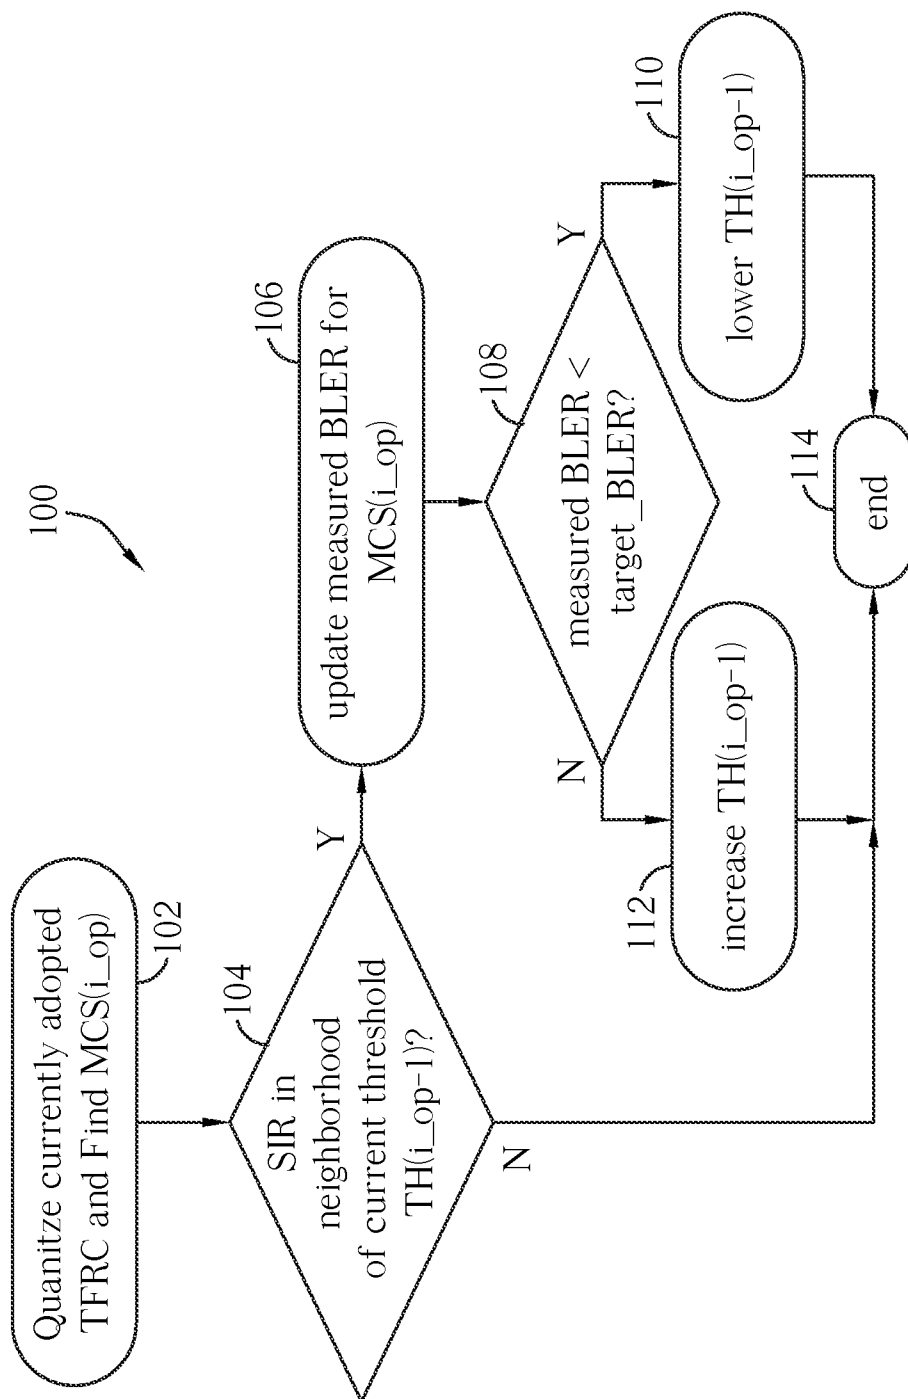 100
Quanitze currently adopted
TFRC and Find MCS(i_op)
102
104
SIR in
neighborhood
of current threshold
TH(i_op-1)?
Y
N
106
update measured BLER for
MCS(i_op)
108
measured BLER <
target_BLER?
N
Y
112
increase TH(i_op-1)
110
lower TH(i_op-1)
114
end